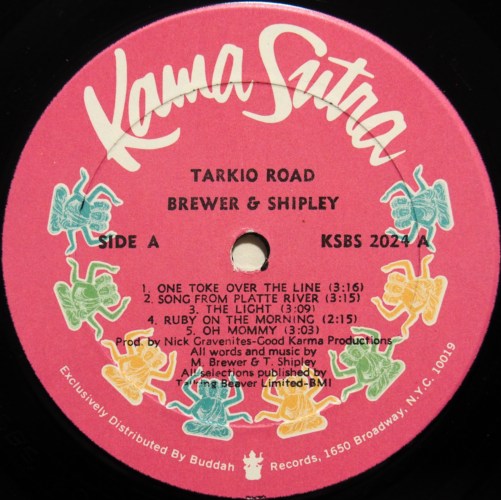 Kama Sutra
TARKIO ROAD
BREWER & SHIPLEY
SIDE A
KSBS 2024 A
1. ONE TOKE OVER THE LINE (3:16)
2. SONG FROM PLATTE RIVER (3:15)
3. THE LIGHT (3:09)
4. RUBY ON THE MORNING (2:15)
5. OH MOMMY (3:03)
Prod. by Nick Gravenites-Good Karma Productions
All words and music by
M. Brewer & T. Shipley
All selections published by
Talking Beaver Limited-BMI
Exclusively Distributed By Buddah Records, 1650 Broadway, N.Y.C. 10019